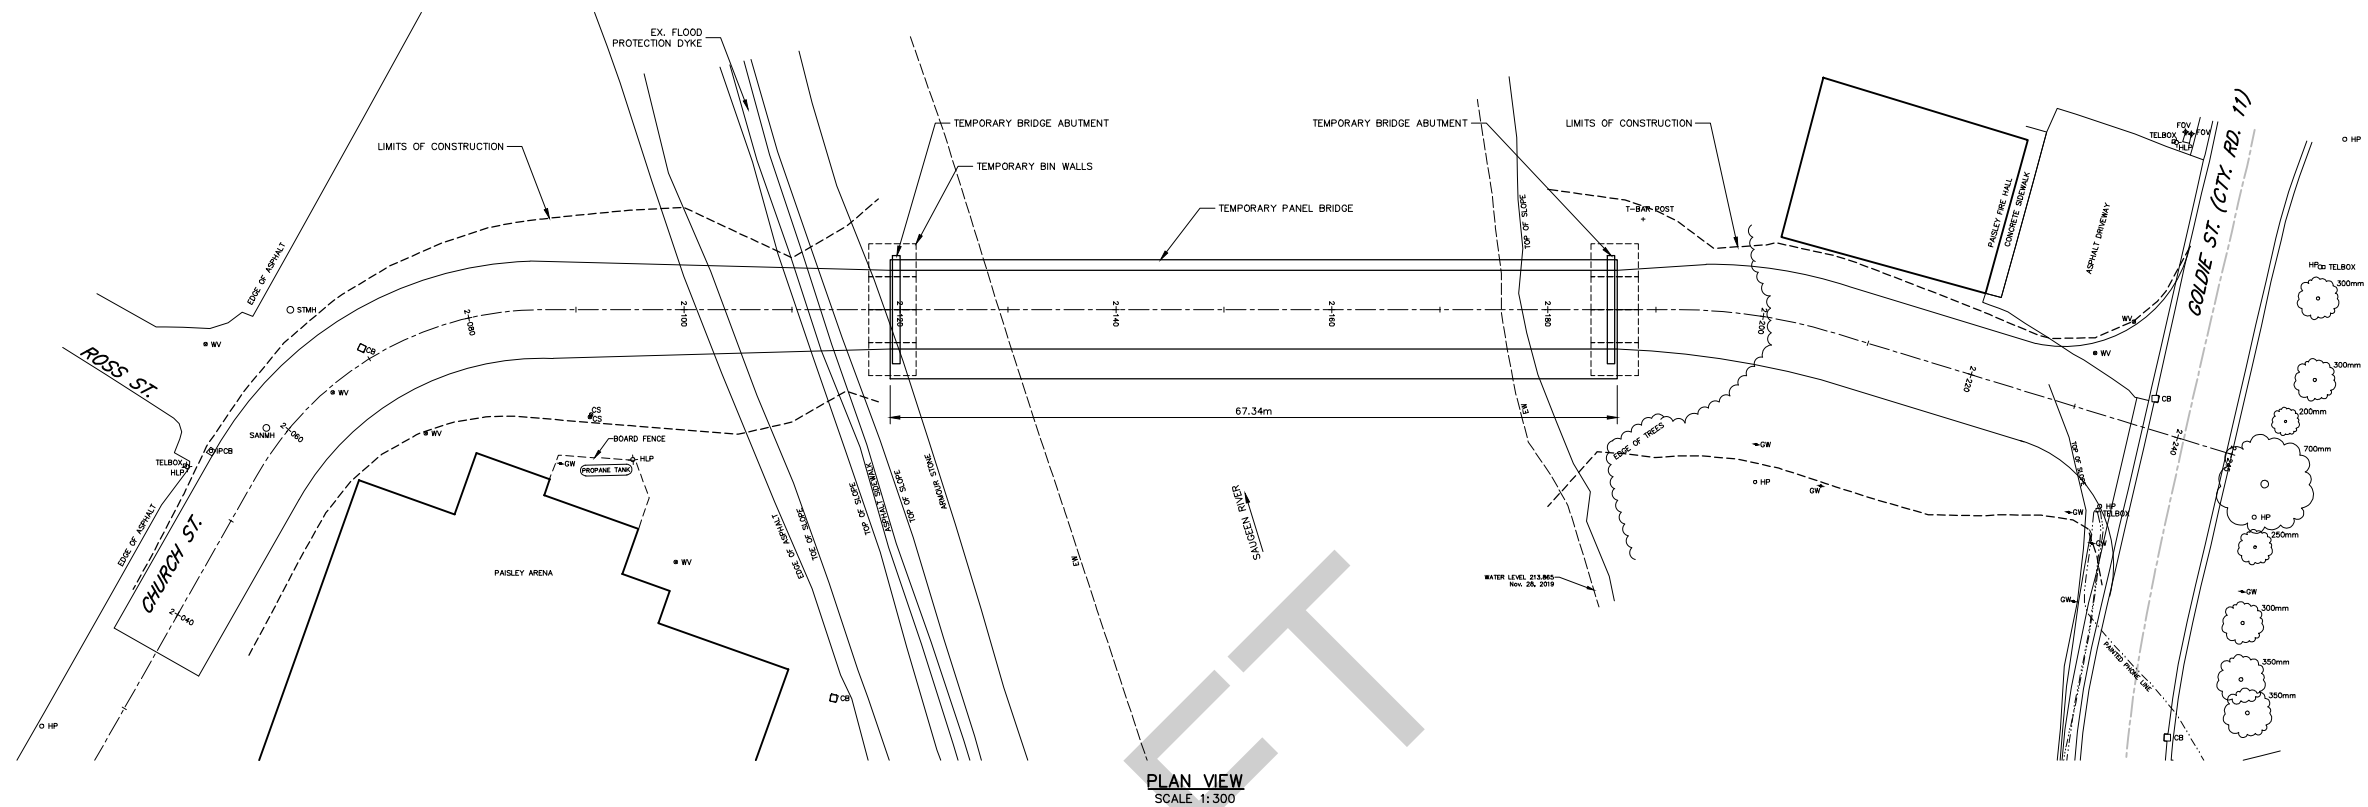 EX. FLOOD
PROTECTION DYKE
TEMPORARY BRIDGE ABUTMENT
TEMPORARY BRIDGE ABUTMENT
LIMITS OF CONSTRUCTION
LIMITS OF CONSTRUCTION
TEMPORARY BIN WALLS
TEMPORARY PANEL BRIDGE
T-BAR POST
TOP OF SLOPE
PAISLEY FIRE HALL
CONCRETE SIDEWALK
ASPHALT DRIVEWAY
GOLDIE ST. (CTY. RD. 11)
FOV
FOV
TELBOX
HLP
HP
HP
TELBOX
300mm
300mm
200mm
700mm
HP
250mm
GW
300mm
350mm
350mm
CB
EDGE OF ASPHALT
STMH
WV
CB
ROSS ST.
WV
SANMH
PCB
TELBOX
HLP
WV
CS
CS
BOARD FENCE
GW
PROPANE TANK
HLP
EDGE OF ASPHALT
CHURCH ST.
PAISLEY ARENA
WV
HP
CB
2-040
2-060
2-080
2-100
2-120
2-140
2-160
2-180
2-200
2-220
2-240
67.34m
EDGE OF ASPHALT
TOE OF SLOPE
TOP OF SLOPE
ASPHALT SIDEWALK
TOP OF SLOPE
ARMOUR STONE
EW
SAUGEEN RIVER
EW
WATER LEVEL 213.865
Nov. 28, 2019
EDGE OF TREES
GW
HP
GW
WV
WV
CB
TOP OF SLOPE
HP
TELBOX
GW
GW
GW
PAINTED PHONE LINE
PLAN VIEW
SCALE 1:300